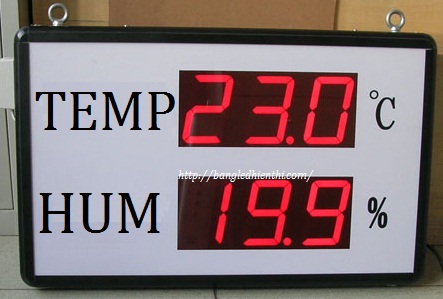 TEMP 23.0 °C
http://bangledhienthi.com/
HUM 19.9 %